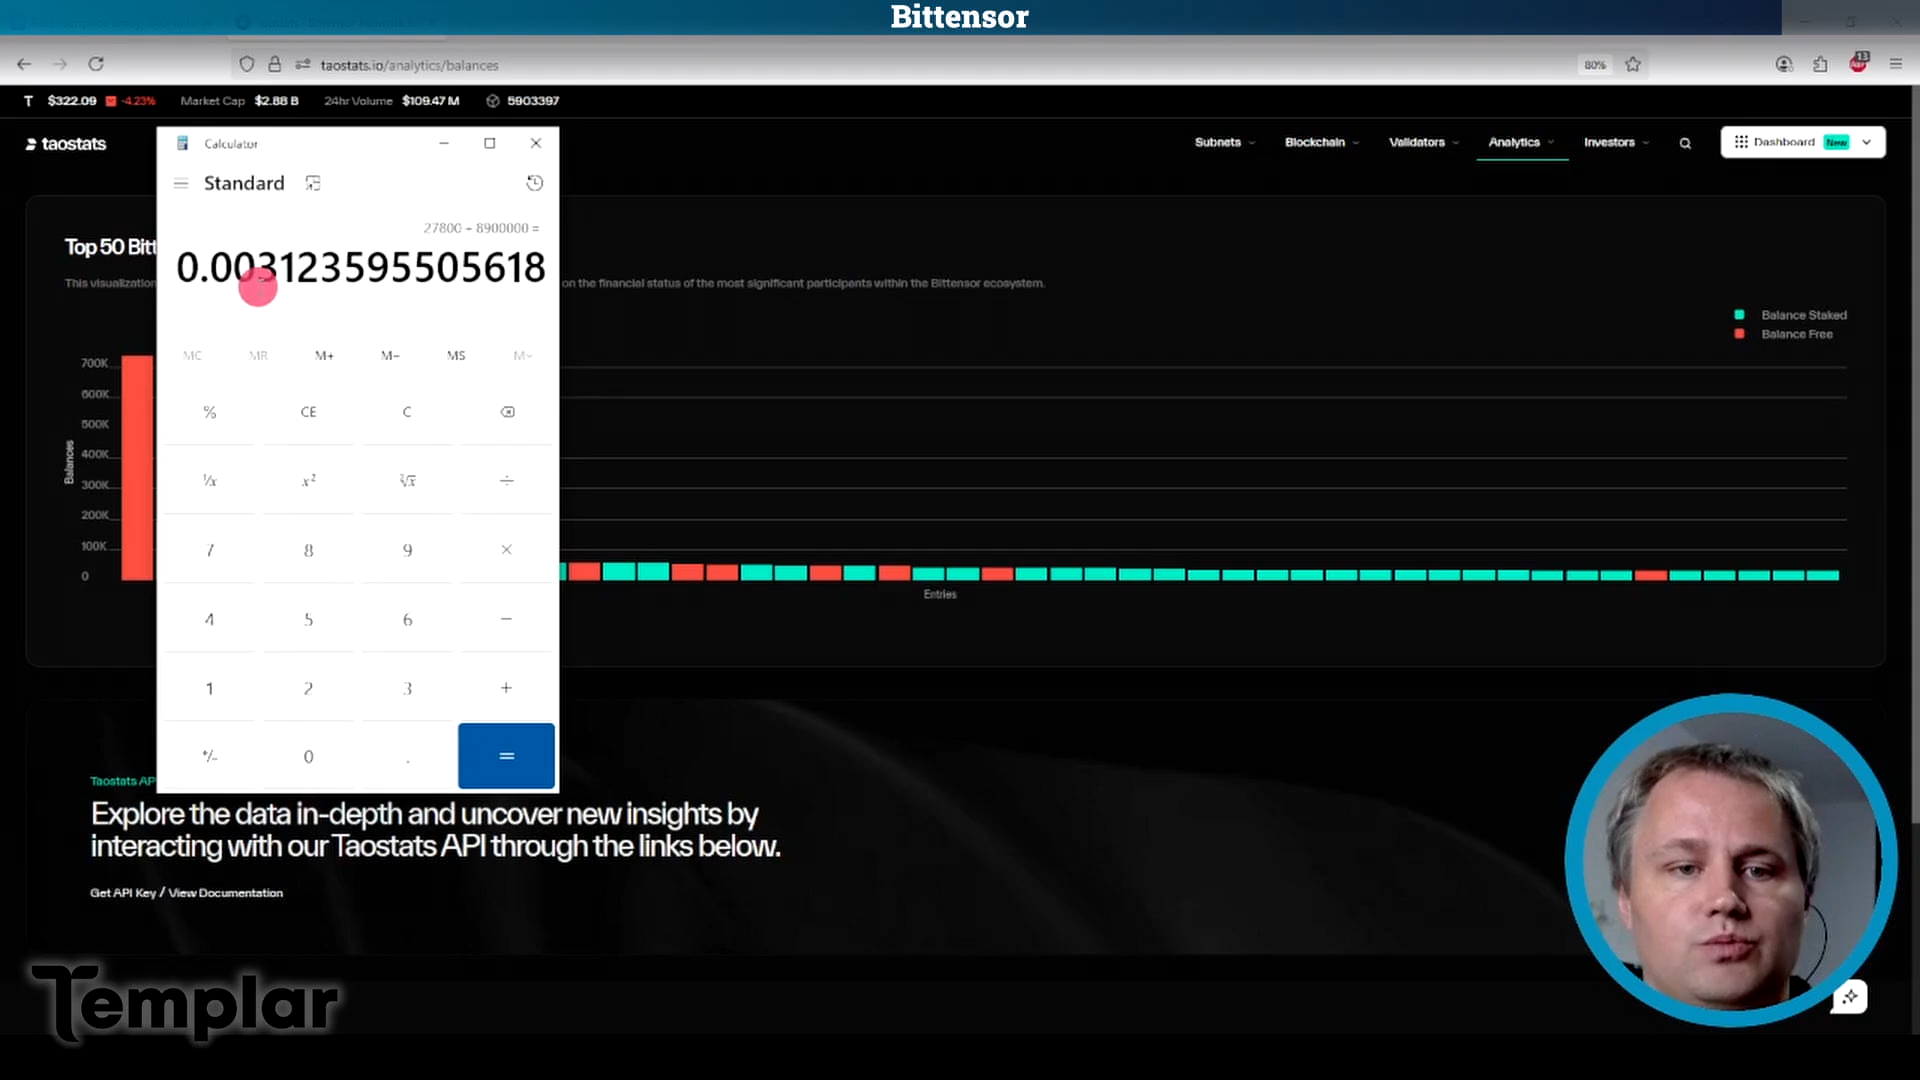 Bittensor
taostats.io/analytics/balances
80%
13
T $322.09 -4.23% Market Cap $2.88 B 24hr Volume $109.47 M 5903397
taostats
Subnets
Blockchain
Validators
Analytics
Investors
Dashboard New
Calculator
Standard
27800 ÷ 8900000 =
0.003123595505618
Top 50 Bitt
This visualization
on the financial status of the most significant participants within the Bittensor ecosystem.
Balance Staked
Balance Free
MC MR M+ M− MS M
% CE C
¹/x x² ²√x ÷
7 8 9 ×
4 5 6 −
1 2 3 +
+/− 0 . =
700K
600K
500K
400K
300K
200K
100K
0
Balances
Entries
Taostats AP
Explore the data in-depth and uncover new insights by
interacting with our Taostats API through the links below.
Get API Key / View Documentation
Templar